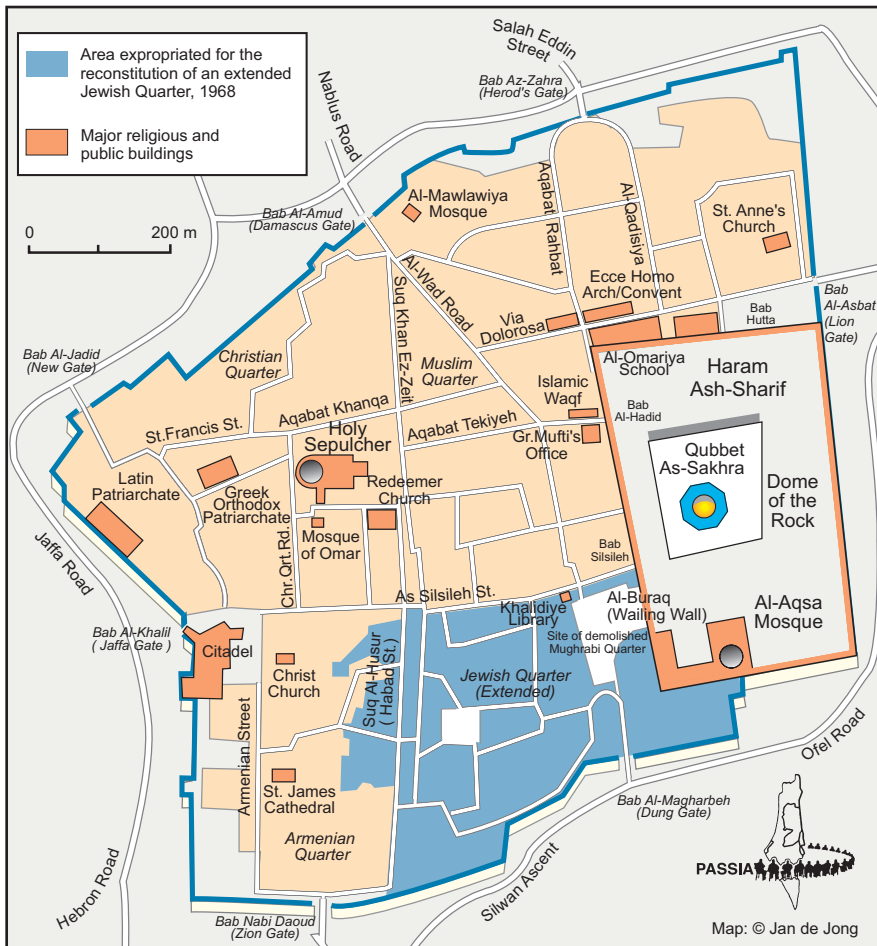 Area expropriated for the
reconstitution of an extended
Jewish Quarter, 1968
Major religious and
public buildings
0 200 m
Salah Eddin
Street
Nablus Road
Bab Az-Zahra
(Herod's Gate)
Bab Al-Amud
(Damascus Gate)
Al-Mawlawiya
Mosque
Aqabat Rahbat
Al-Qadisiya
St. Anne's
Church
Suq Khan Ez-Zeit
Al-Wad Road
Ecce Homo
Arch/Convent
Via
Dolorosa
Bab
Hutta
Bab
Al-Asbat
(Lion
Gate)
Bab Al-Jadid
(New Gate)
Christian
Quarter
Muslim
Quarter
Al-Omariya
School
Haram
Ash-Sharif
Islamic
Waqf
Bab
Al-Hadid
St.Francis St.
Aqabat Khanqa
Aqabat Tekiyeh
Gr.Mufti's
Office
Holy
Sepulcher
Qubbet
As-Sakhra
Dome
of the
Rock
Latin
Patriarchate
Greek
Orthodox
Patriarchate
Redeemer
Church
Mosque
of Omar
Chr.Qrt.Rd.
Jaffa Road
Bab
Silsileh
As Silsileh St.
Khalidiye
Library
Al-Buraq
(Wailing Wall)
Al-Aqsa
Mosque
Bab Al-Khalil
( Jaffa Gate )
Citadel
Site of demolished
Mughrabi Quarter
Christ
Church
Suq Al-Husur
( Habad St.)
Jewish Quarter
(Extended)
Armenian Street
St. James
Cathedral
Armenian
Quarter
Ofel Road
Bab Al-Magharbeh
(Dung Gate)
Hebron Road
Silwan Ascent
Bab Nabi Daoud
(Zion Gate)
PASSIA
Map: © Jan de Jong